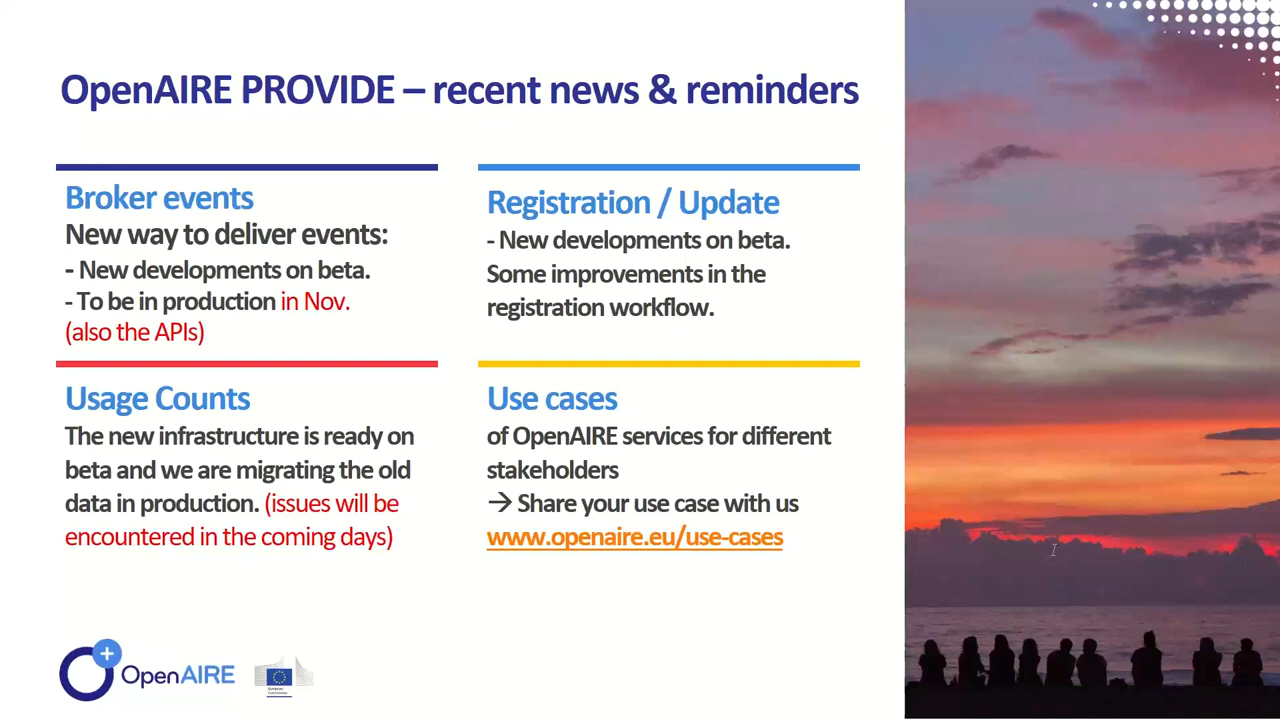 OpenAIRE PROVIDE – recent news & reminders
Broker events
New way to deliver events:
- New developments on beta.
- To be in production in Nov.
(also the APIs)
Registration / Update
- New developments on beta.
Some improvements in the
registration workflow.
Usage Counts
The new infrastructure is ready on
beta and we are migrating the old
data in production. (issues will be
encountered in the coming days)
Use cases
of OpenAIRE services for different
stakeholders
→ Share your use case with us
www.openaire.eu/use-cases
OpenAIRE